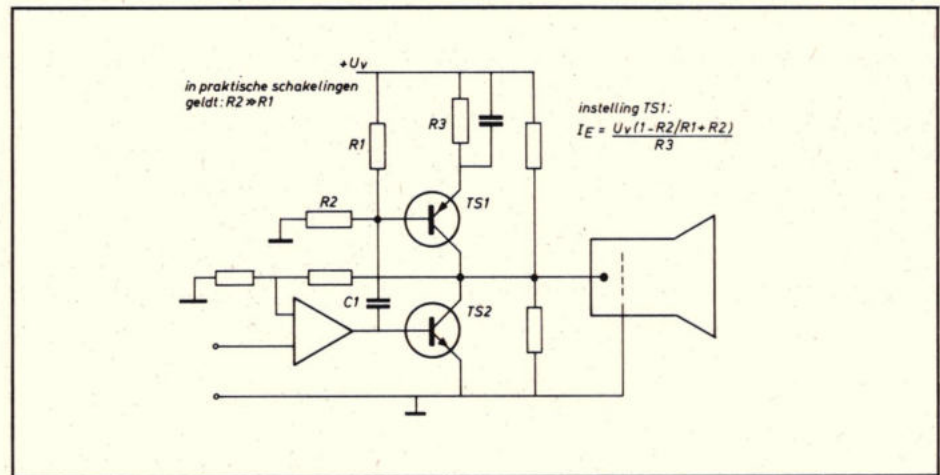 +Uv
in praktische schakelingen
geldt: R2≫R1
R1
R3
instelling TS1:
IE = Uv(1-R2/R1+R2)
R3
R2
TS1
C1
TS2